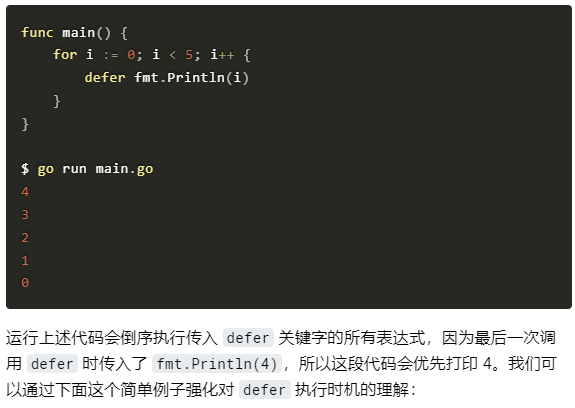 func main() {
    for i := 0; i < 5; i++ {
        defer fmt.Println(i)
    }
}

$ go run main.go
4
3
2
1
0
运行上述代码会倒序执行传入 defer 关键字的所有表达式，因为最后一次调
用 defer 时传入了 fmt.Println(4)，所以这段代码会优先打印 4。我们可
以通过下面这个简单例子强化对 defer 执行时机的理解：